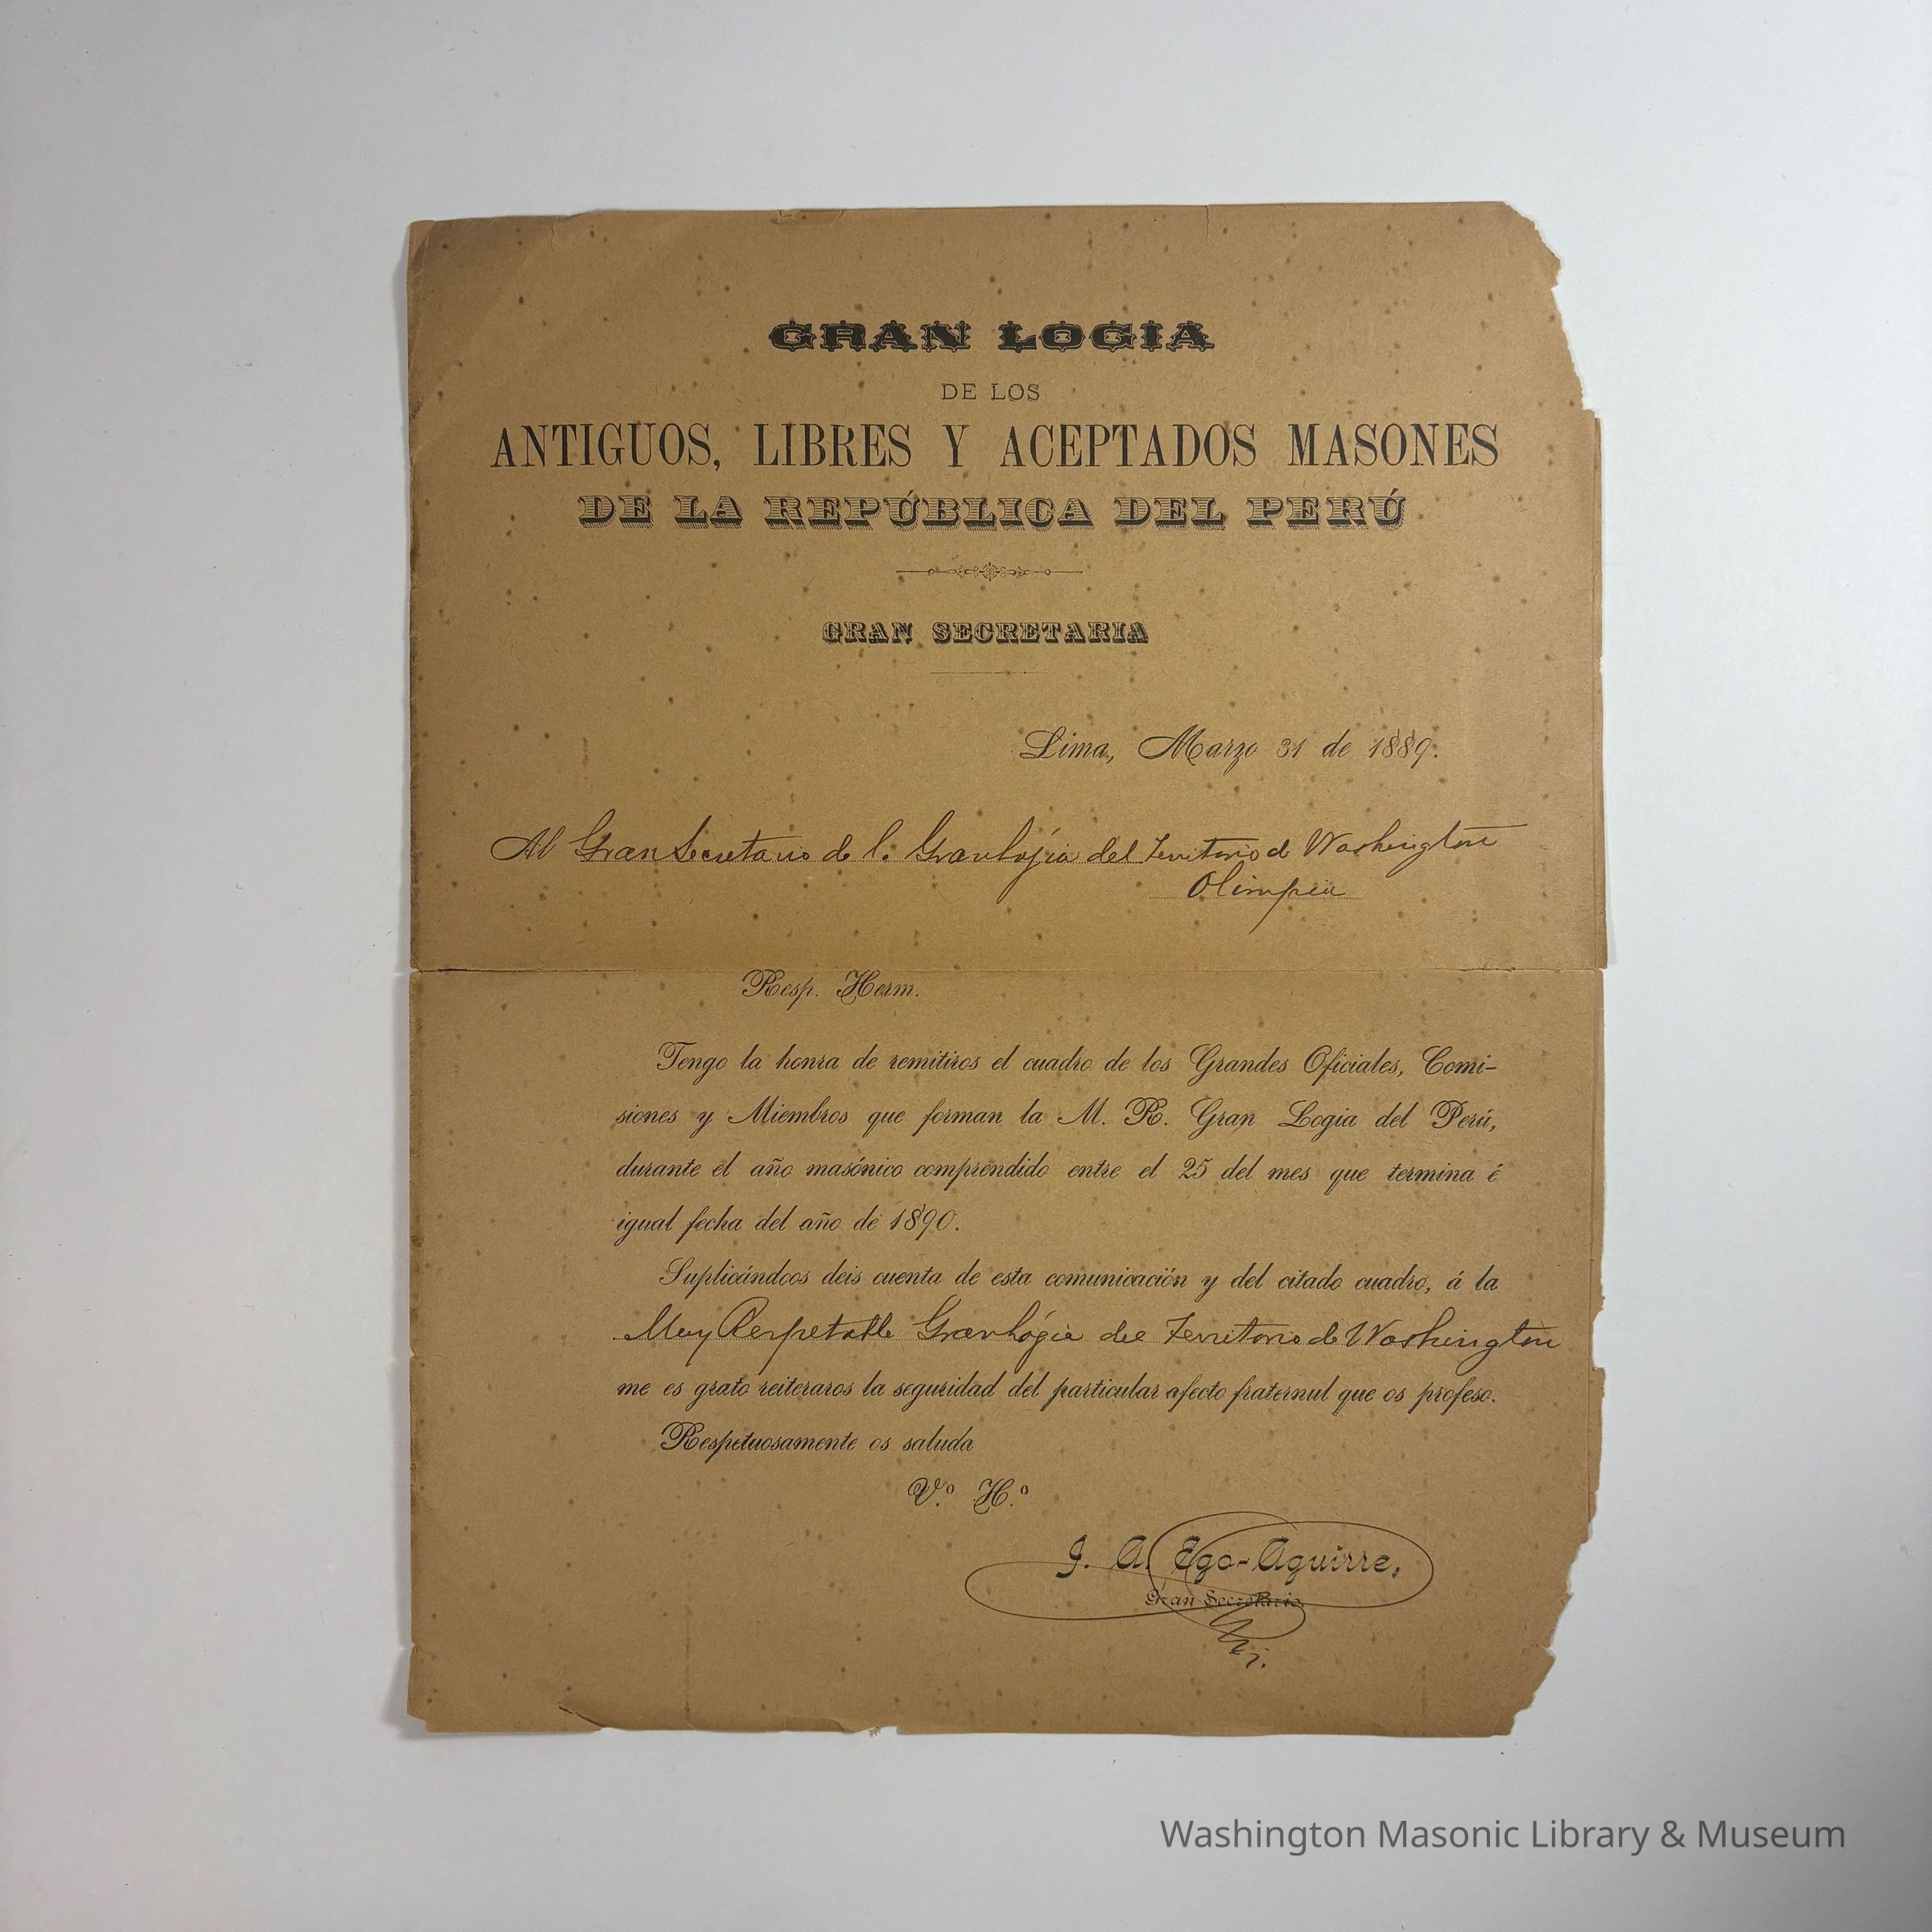 GRAN LOGIA
DE LOS
ANTIGUOS, LIBRES Y ACEPTADOS MASONES
DE LA REPÚBLICA DEL PERÚ
GRAN SECRETARIA
Lima, Marzo 31 de 1889.
Al Gran Secretario de la Gran Lógia del Territorio de Washington
Olimpia
Resp. Herm.
Tengo la honra de remitiros el cuadro de los Grandes Oficiales, Comi-
siones y Miembros que forman la M. R. Gran Logia del Perú,
durante el año masónico comprendido entre el 25 del mes que termina é
igual fecha del año de 1890.
Suplicándoos deis cuenta de esta comunicación y del citado cuadro, á la
Muy Respetable Gran Lógia del Territorio de Washington
me es grato reiteraros la seguridad del particular afecto fraternal que os profeso.
Respetuosamente os saluda
V.º H.º
J. A. Ego-Aguirre,
Gran Secretario.
Washington Masonic Library & Museum